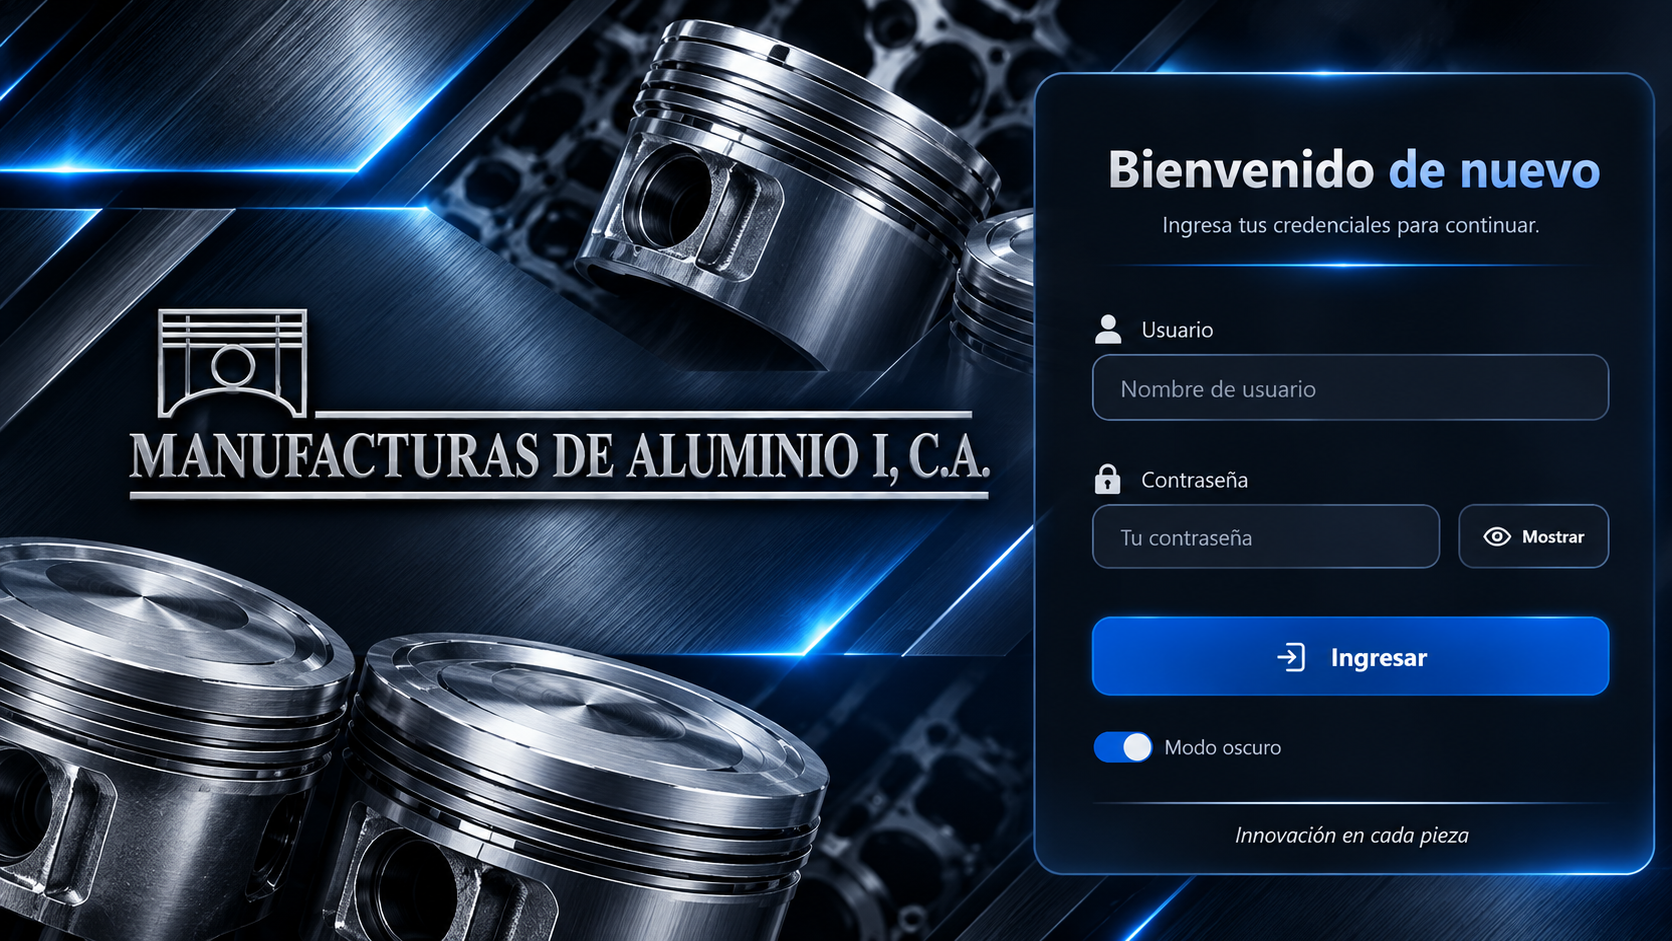 MANUFACTURAS DE ALUMINIO I, C.A.
Bienvenido de nuevo
Ingresa tus credenciales para continuar.
Usuario
Nombre de usuario
Contraseña
Tu contraseña
Mostrar
Ingresar
Modo oscuro
Innovación en cada pieza